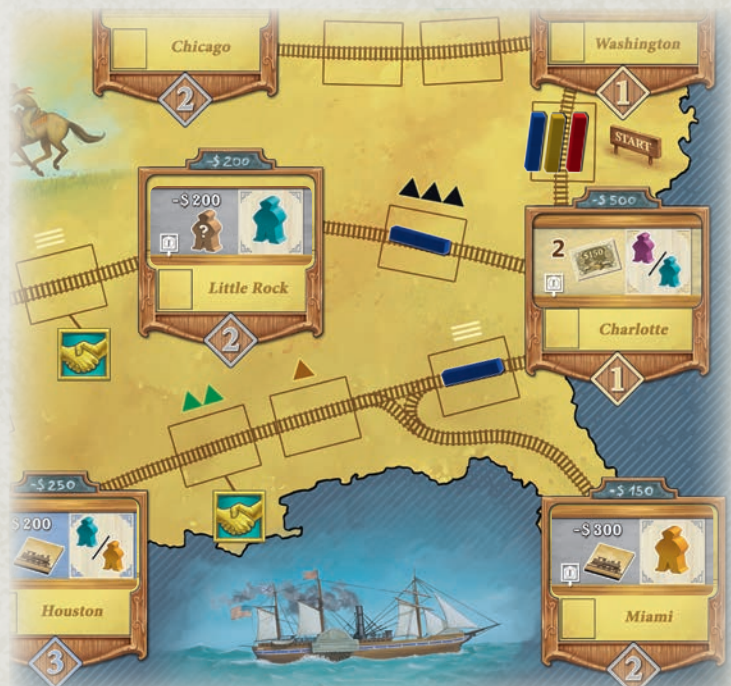 Chicago
2
Washington
1
START
-$200
-$200
?
Little Rock
2
-$500
2
$150
Charlotte
1
-$250
$200
Houston
3
-$150
-$300
Miami
2